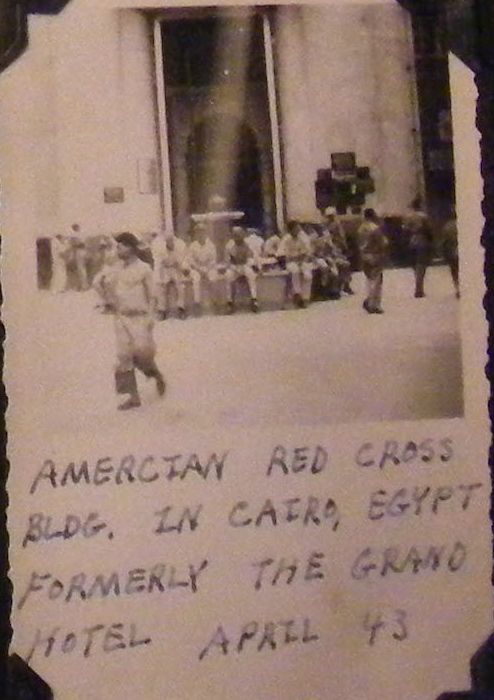 AMERCIAN RED CROSS
BLDG. IN CAIRO, EGYPT
FORMERLY THE GRAND
HOTEL APRIL 43